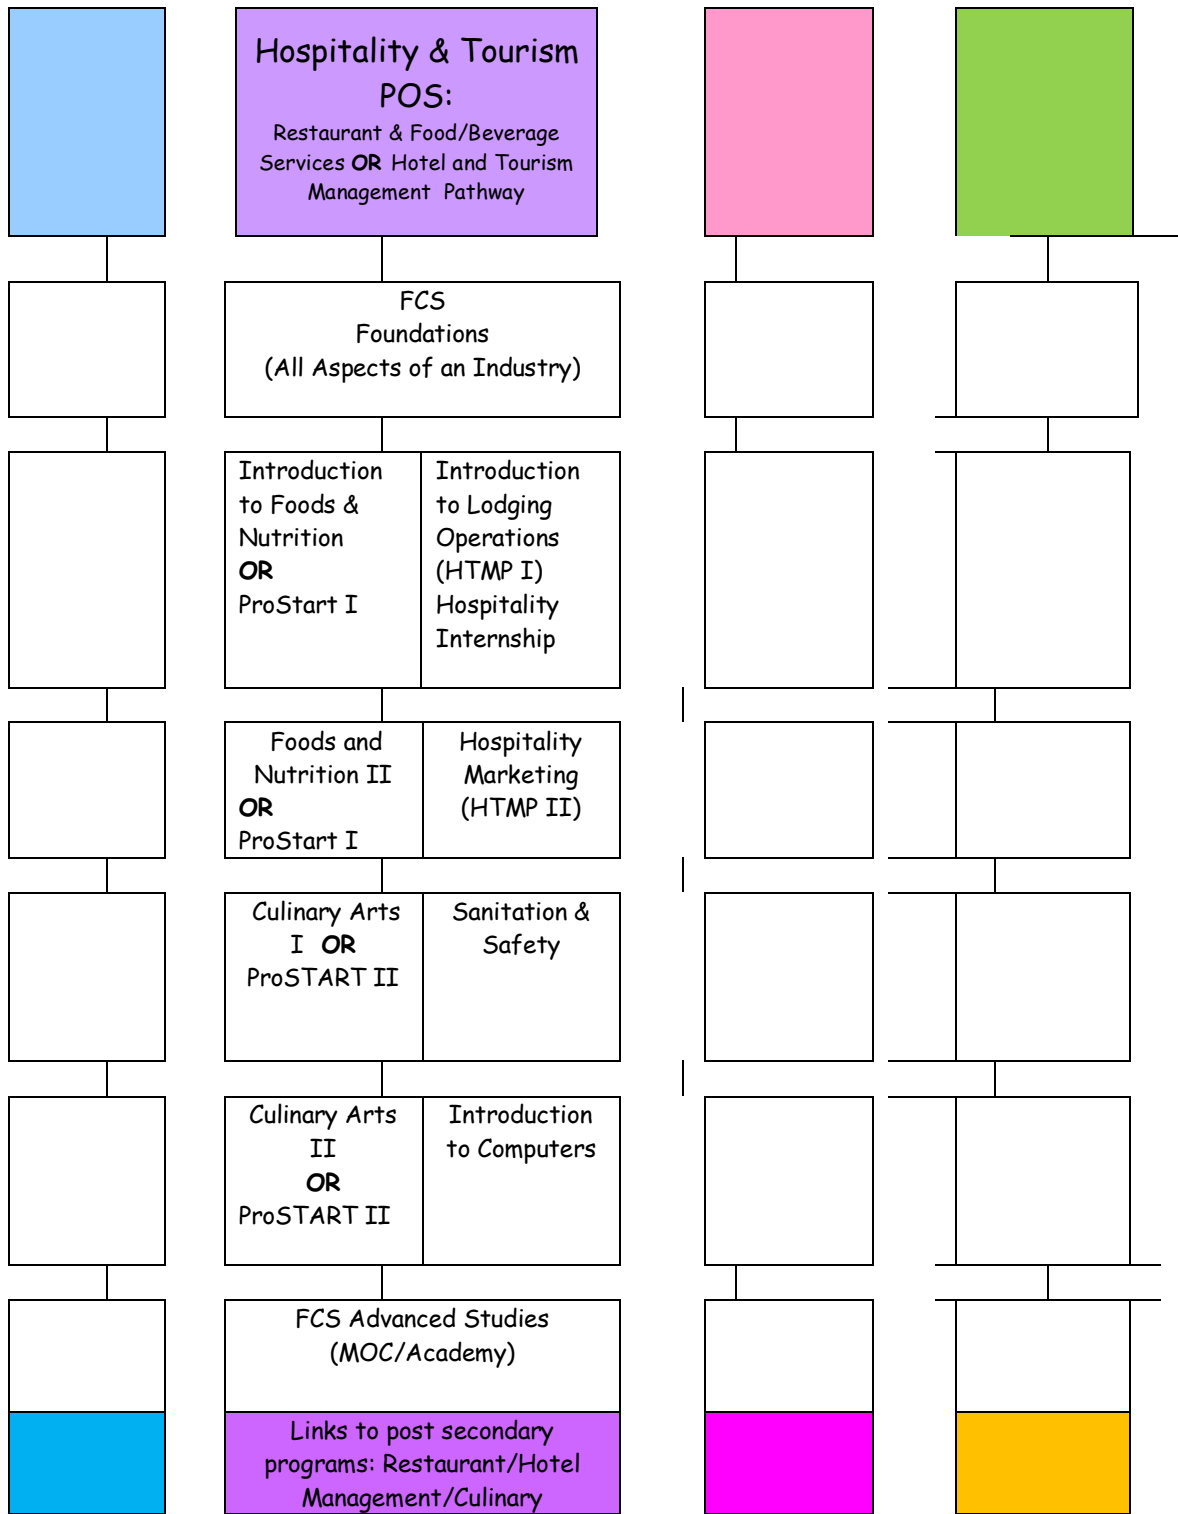 Hospitality & Tourism
POS:
Restaurant & Food/Beverage
Services OR Hotel and Tourism
Management Pathway
FCS
Foundations
(All Aspects of an Industry)
Introduction
to Foods &
Nutrition
OR
ProStart I
Introduction
to Lodging
Operations
(HTMP I)
Hospitality
Internship
Foods and
Nutrition II
OR
ProStart I
Hospitality
Marketing
(HTMP II)
Culinary Arts
I OR
ProSTART II
Sanitation &
Safety
Culinary Arts
II
OR
ProSTART II
Introduction
to Computers
FCS Advanced Studies
(MOC/Academy)
Links to post secondary
programs: Restaurant/Hotel
Management/Culinary